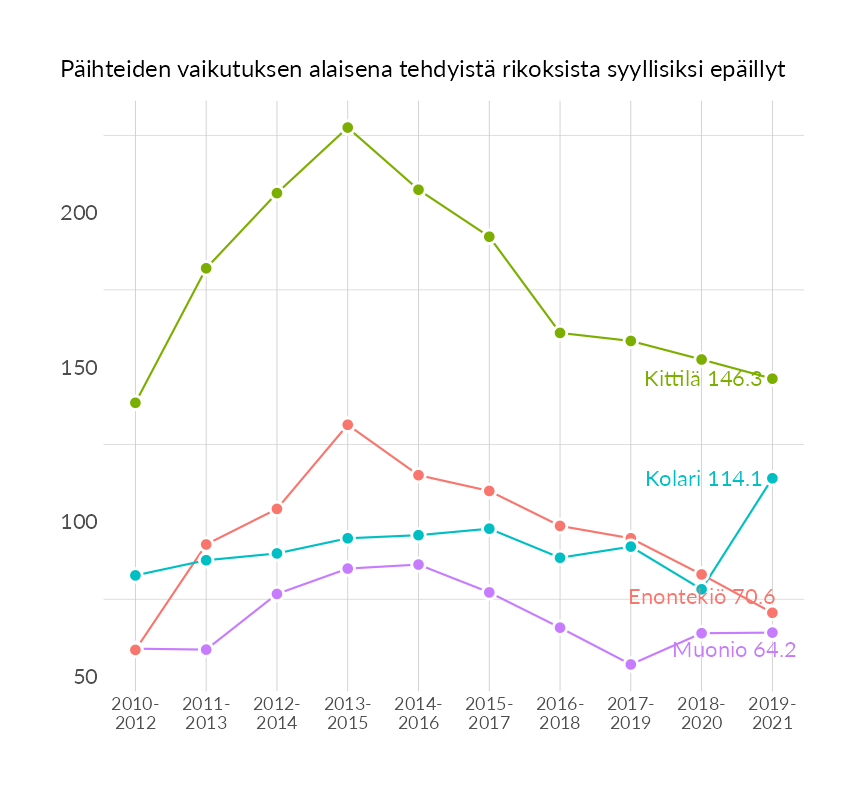 Päihteiden vaikutuksen alaisena tehdyistä rikoksista syyllisiksi epäillyt
200
150
100
50
Kittilä 146.3
Kolari 114.1
Enontekiö 70.6
Muonio 64.2
2010- 2011- 2012- 2013- 2014- 2015- 2016- 2017- 2018- 2019-
2012 2013 2014 2015 2016 2017 2018 2019 2020 2021